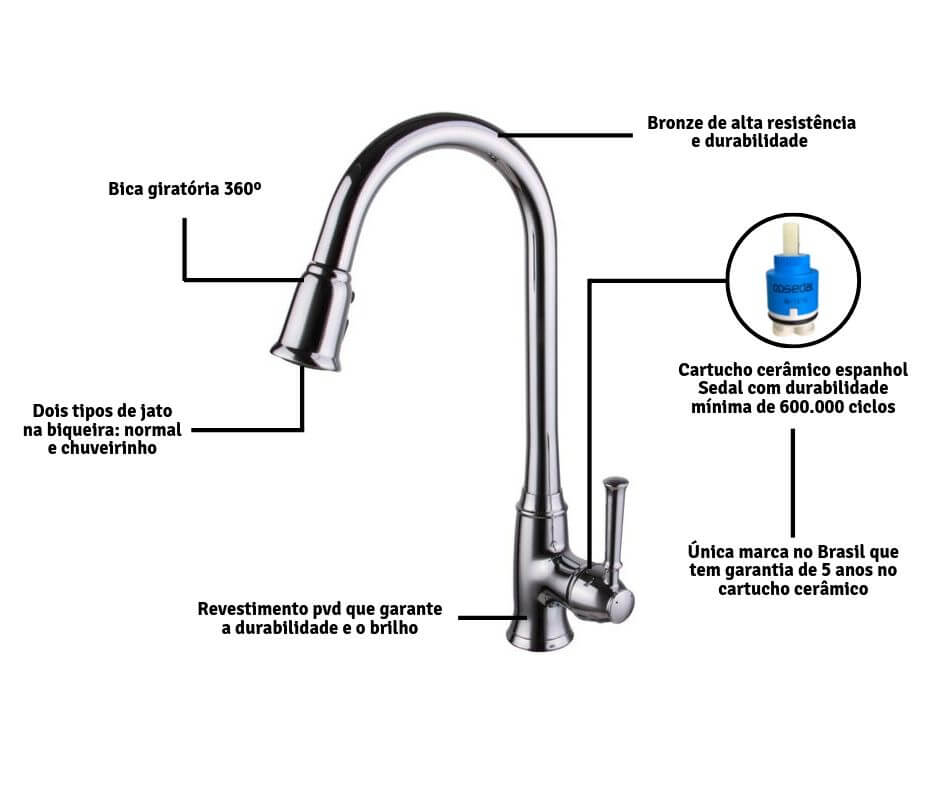 Bronze de alta resistência
e durabilidade
Bica giratória 360º
Cartucho cerâmico espanhol
Sedal com durabilidade
mínima de 600.000 ciclos
Dois tipos de jato
na biqueira: normal
e chuveirinho
Única marca no Brasil que
tem garantia de 5 anos no
cartucho cerâmico
Revestimento pvd que garante
a durabilidade e o brilho